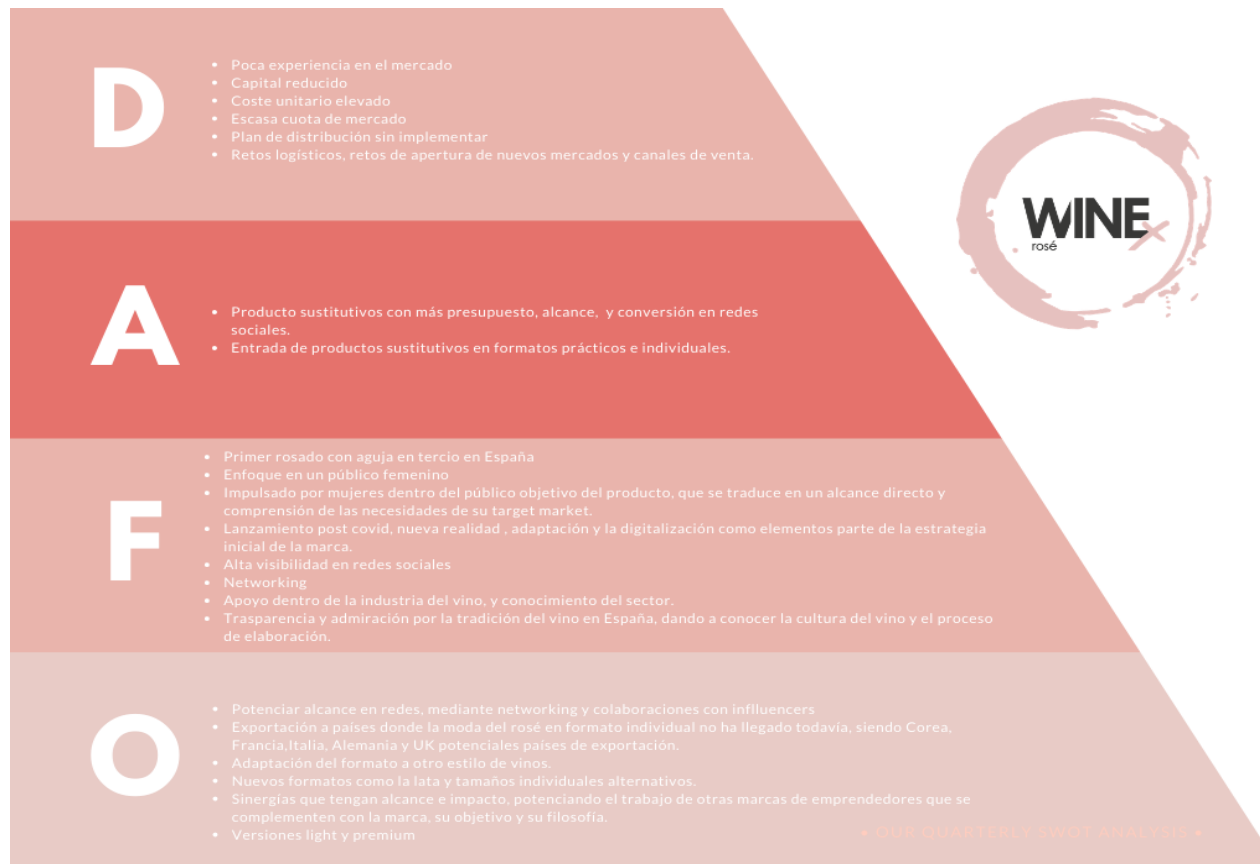 D
• Poca experiencia en el mercado
• Capital reducido
• Coste unitario elevado
• Escasa cuota de mercado
• Plan de distribución sin implementar
• Retos logísticos, retos de apertura de nuevos mercados y canales de venta.
WINEx
rosé
A
• Producto sustitutivos con más presupuesto, alcance, y conversión en redes
sociales.
• Entrada de productos sustitutivos en formatos prácticos e individuales.
F
• Primer rosado con aguja en tercio en España
• Enfoque en un público femenino
• Impulsado por mujeres dentro del público objetivo del producto, que se traduce en un alcance directo y
comprensión de las necesidades de su target market.
• Lanzamiento post covid, nueva realidad , adaptación y la digitalización como elementos parte de la estrategia
inicial de la marca.
• Alta visibilidad en redes sociales
• Networking
• Apoyo dentro de la industria del vino, y conocimiento del sector.
• Trasparencia y admiración por la tradición del vino en España, dando a conocer la cultura del vino y el proceso
de elaboración.
O
• Potenciar alcance en redes, mediante networking y colaboraciones con inflluencers
• Exportación a países donde la moda del rosé en formato individual no ha llegado todavía, siendo Corea,
Francia,Italia, Alemania y UK potenciales países de exportación.
• Adaptación del formato a otro estilo de vinos.
• Nuevos formatos como la lata y tamaños individuales alternativos.
• Sinergías que tengan alcance e impacto, potenciando el trabajo de otras marcas de emprendedores que se
complementen con la marca, su objetivo y su filosofía.
• Versiones light y premium
• OUR QUARTERLY SWOT ANALYSIS •